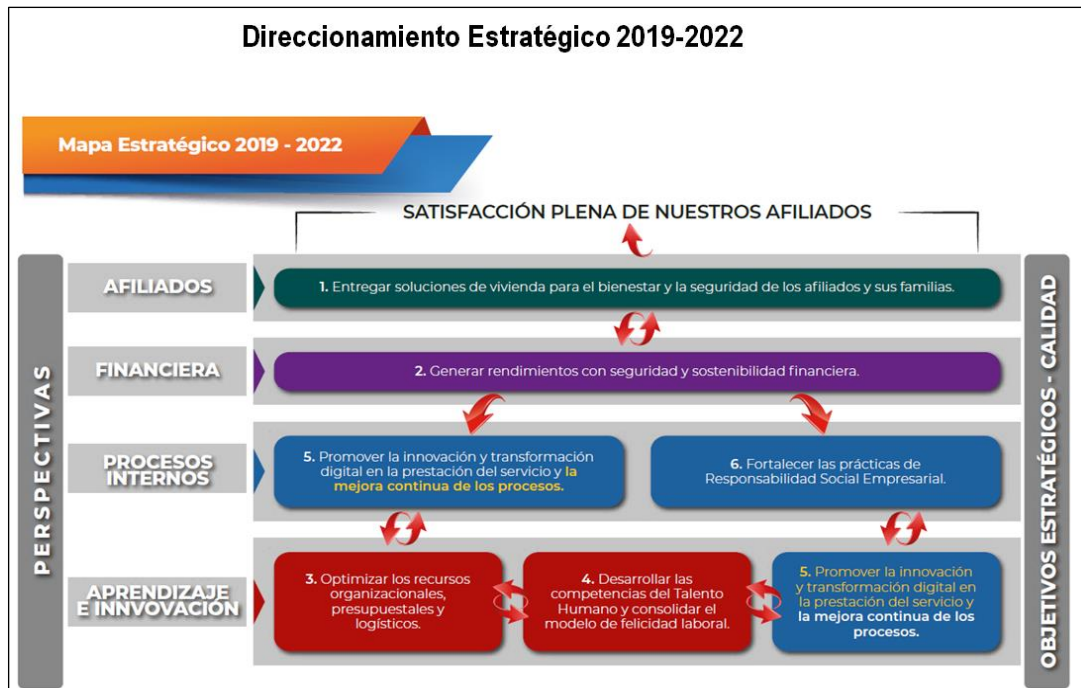 Direccionamiento Estratégico 2019-2022
Mapa Estratégico 2019 - 2022
SATISFACCIÓN PLENA DE NUESTROS AFILIADOS
PERSPECTIVAS
AFILIADOS
1. Entregar soluciones de vivienda para el bienestar y la seguridad de los afiliados y sus familias.
FINANCIERA
2. Generar rendimientos con seguridad y sostenibilidad financiera.
PROCESOS
INTERNOS
5. Promover la innovación y transformación
digital en la prestación del servicio y la
mejora continua de los procesos.
6. Fortalecer las prácticas de
Responsabilidad Social Empresarial.
APRENDIZAJE
E INNVOVACIÓN
3. Optimizar los recursos
organizacionales,
presupuestales y
logísticos.
4. Desarrollar las
competencias del Talento
Humano y consolidar el
modelo de felicidad laboral.
5. Promover la innovación
y transformación digital en
la prestación del servicio y
la mejora continua de los
procesos.
OBJETIVOS ESTRATÉGICOS - CALIDAD